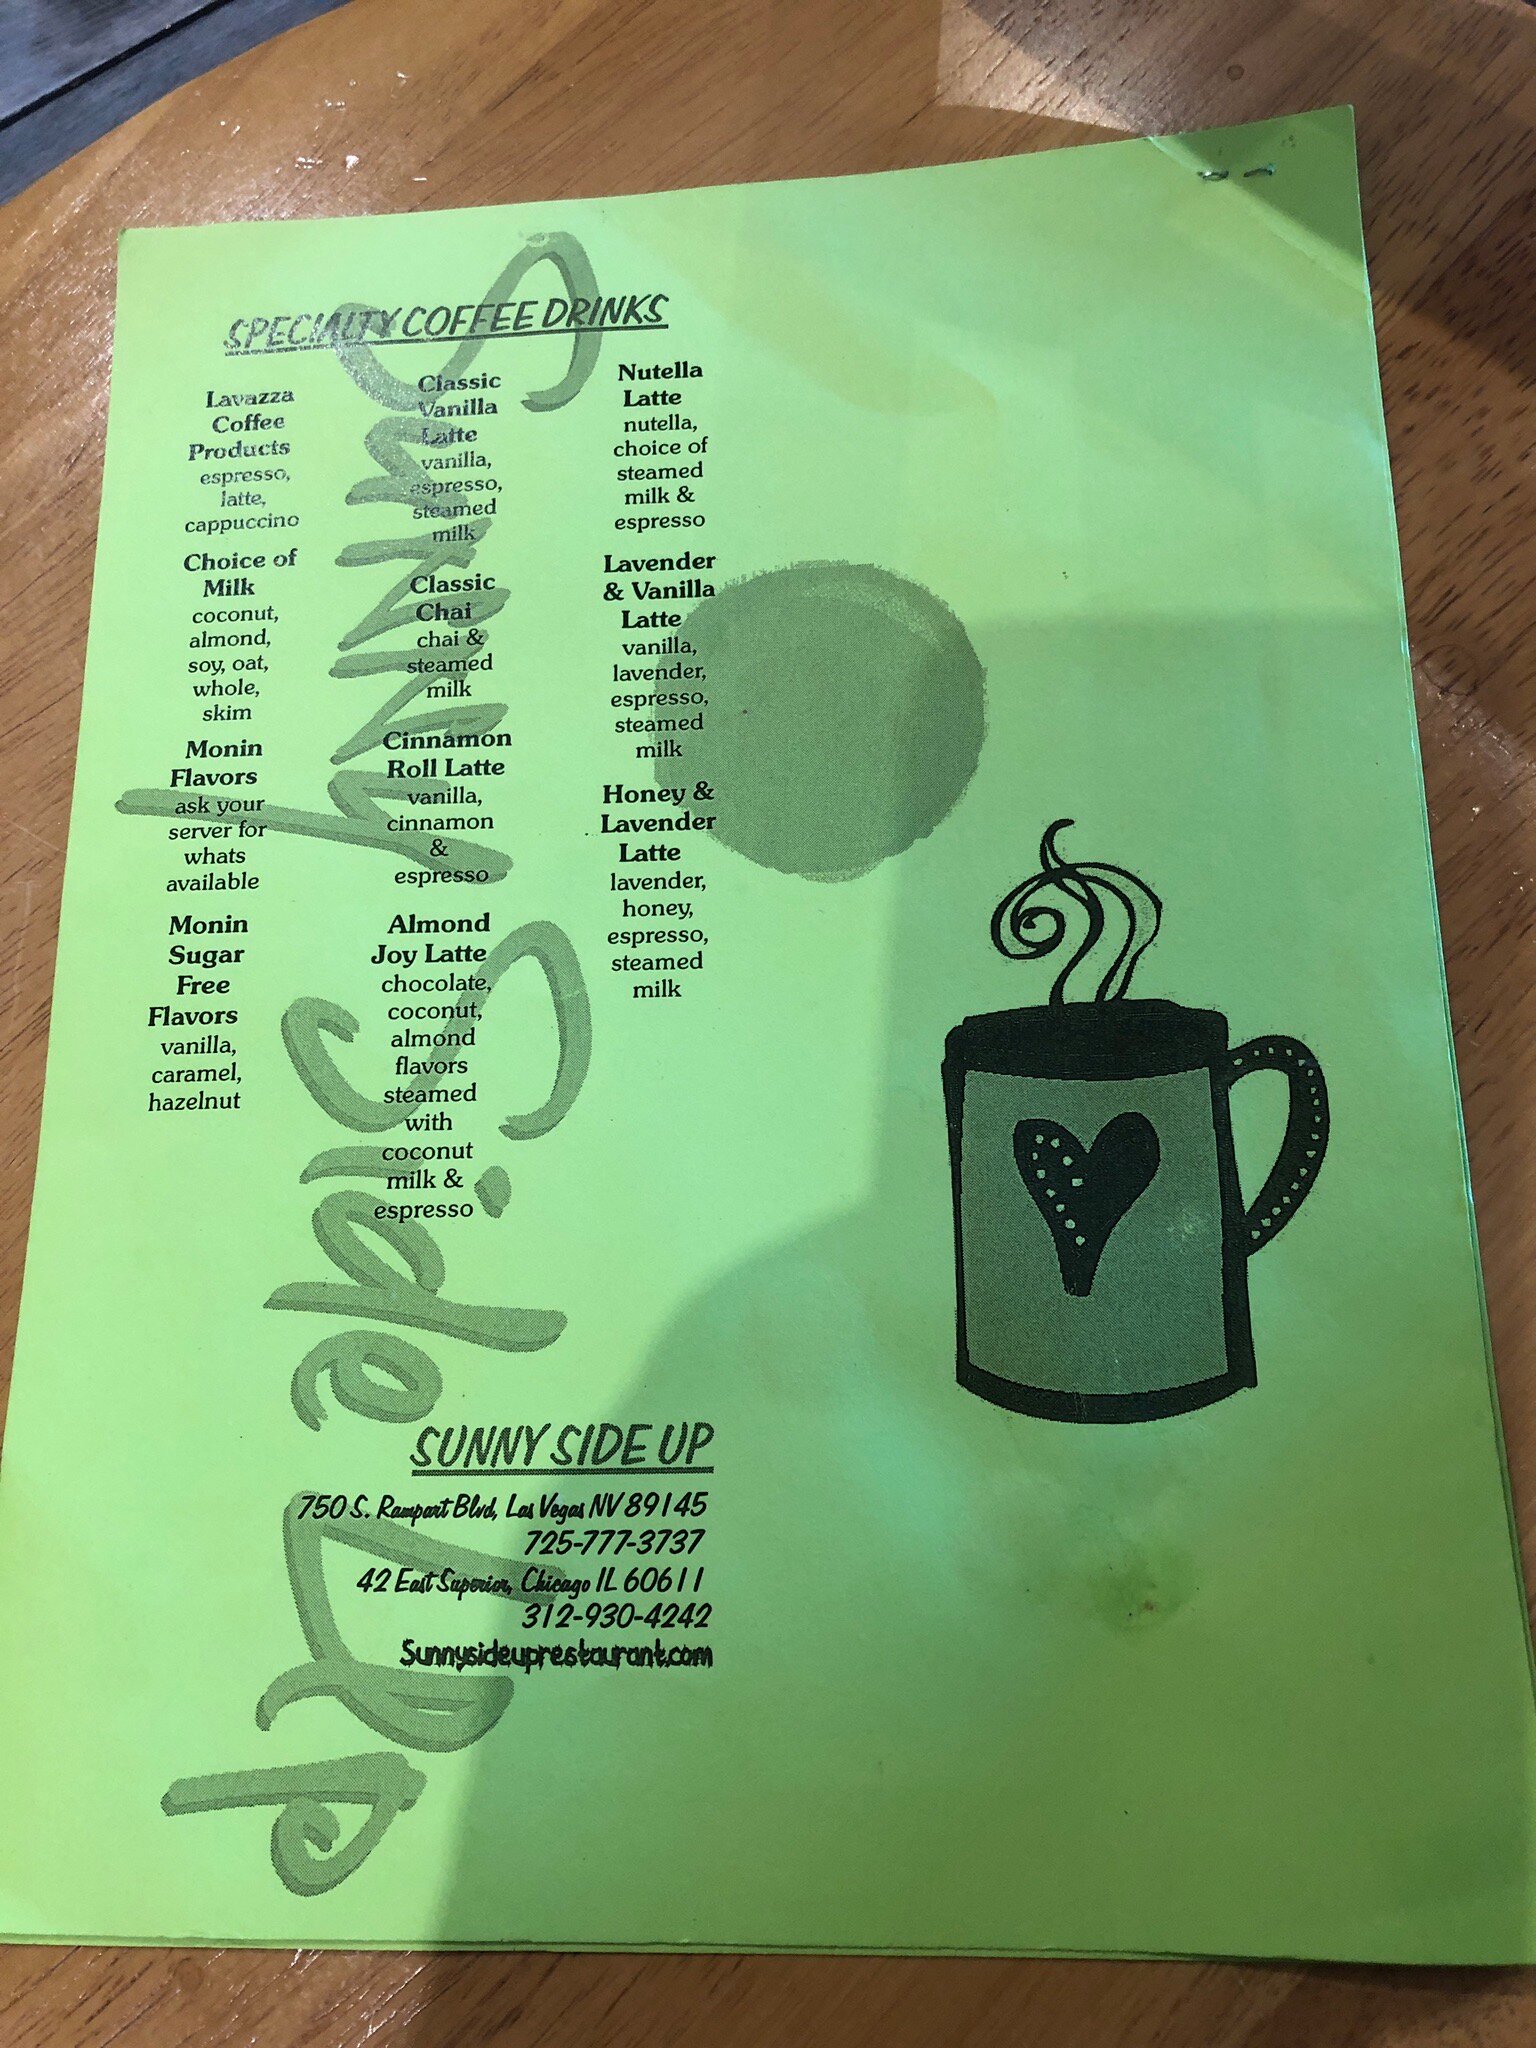 SPECIALTY COFFEE DRINKS
Lavazza
Coffee
Products
espresso,
latte,
cappuccino
Choice of
Milk
coconut,
almond,
soy, oat,
whole,
skim
Monin
Flavors
ask your
server for
whats
available
Monin
Sugar
Free
Flavors
vanilla,
caramel,
hazelnut
Classic
Vanilla
Latte
vanilla,
espresso,
steamed
milk
Classic
Chai
chai &
steamed
milk
Cinnamon
Roll Latte
vanilla,
cinnamon
&
espresso
Almond
Joy Latte
chocolate,
coconut,
almond
flavors
steamed
with
coconut
milk &
espresso
Nutella
Latte
nutella,
choice of
steamed
milk &
espresso
Lavender
& Vanilla
Latte
vanilla,
lavender,
espresso,
steamed
milk
Honey &
Lavender
Latte
lavender,
honey,
espresso,
steamed
milk
Sunny Side Up
SUNNY SIDE UP
750 S. Rampart Blvd, Las Vegas NV 89145
725-777-3737
42 East Superior, Chicago IL 60611
312-930-4242
Sunnysideuprestaurant.com